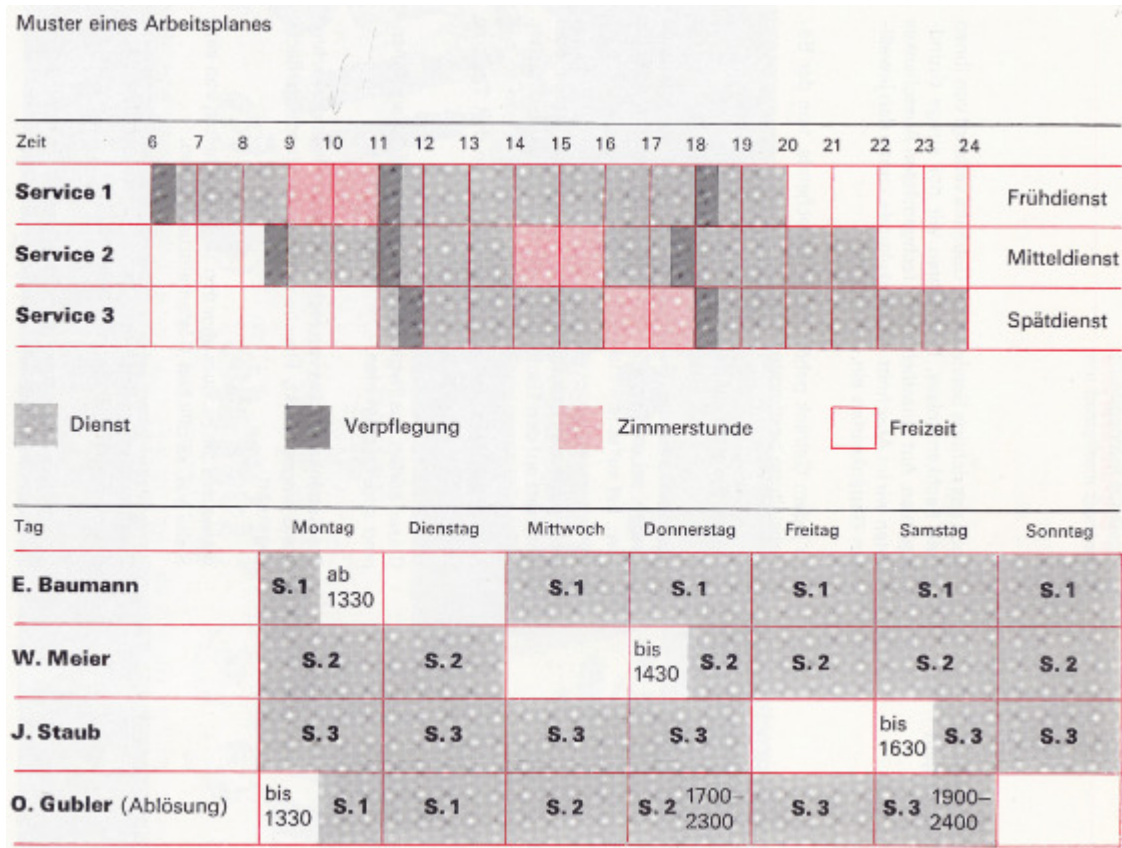 Muster eines Arbeitsplanes
Zeit 6 7 8 9 10 11 12 13 14 15 16 17 18 19 20 21 22 23 24
Service 1 Frühdienst
Service 2 Mitteldienst
Service 3 Spätdienst
Dienst Verpflegung Zimmerstunde Freizeit
Tag Montag Dienstag Mittwoch Donnerstag Freitag Samstag Sonntag
E. Baumann S. 1 ab 1330 S. 1 S. 1 S. 1 S. 1 S. 1
W. Meier S. 2 S. 2 bis 1430 S. 2 S. 2 S. 2 S. 2
J. Staub S. 3 S. 3 S. 3 S. 3 bis 1630 S. 3 S. 3
O. Gubler (Ablösung) bis 1330 S. 1 S. 1 S. 2 S. 2 1700–2300 S. 3 S. 3 1900–2400